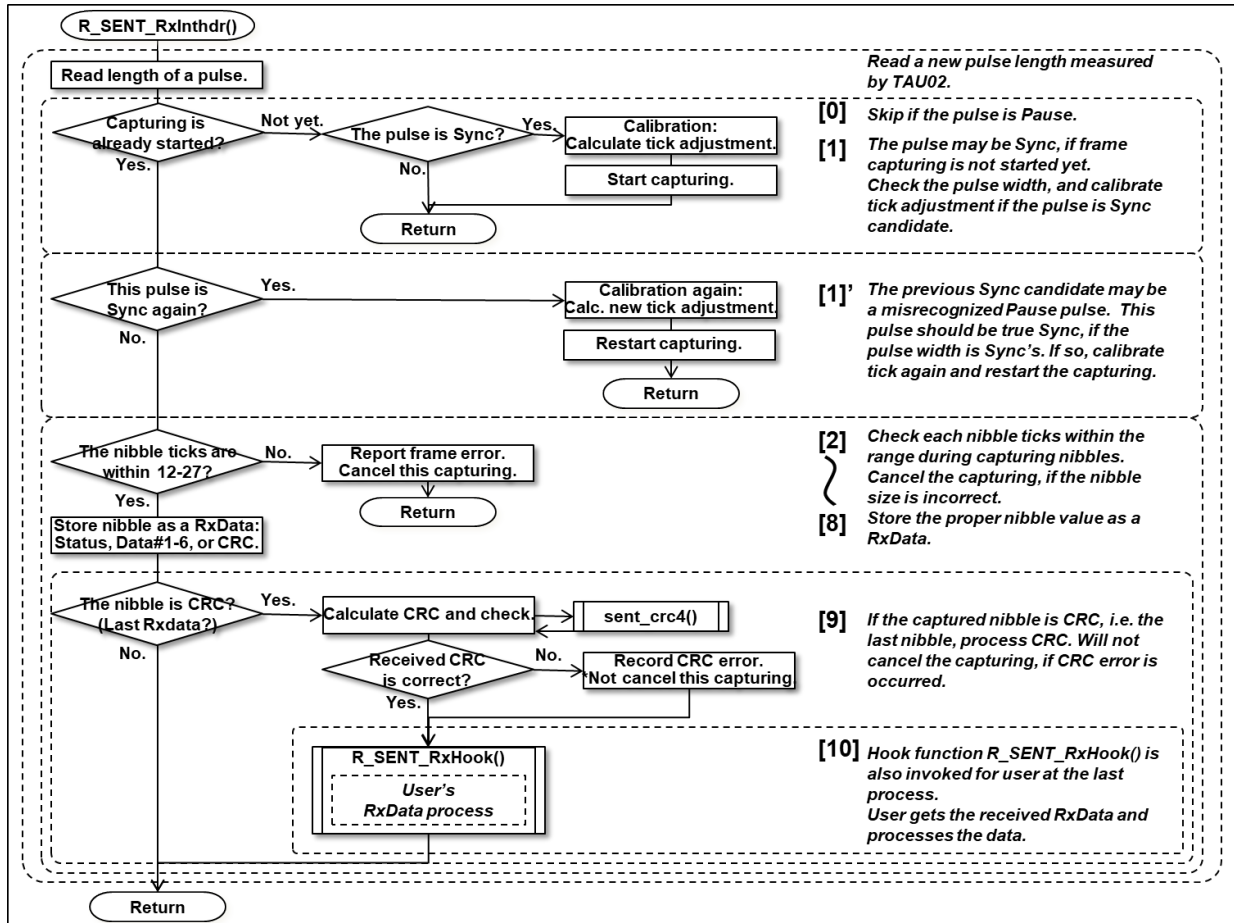 R_SENT_RxInthdr()
Read length of a pulse.
Read a new pulse length measured
by TAU02.
Capturing is
already started?
Not yet.
Yes.
The pulse is Sync?
Yes.
No.
Calibration:
Calculate tick adjustment.
Start capturing.
Return
[0]
Skip if the pulse is Pause.
[1]
The pulse may be Sync, if frame
capturing is not started yet.
Check the pulse width, and calibrate
tick adjustment if the pulse is Sync
candidate.
This pulse is
Sync again?
Yes.
No.
Calibration again:
Calc. new tick adjustment.
Restart capturing.
Return
[1]'
The previous Sync candidate may be
a misrecognized Pause pulse. This
pulse should be true Sync, if the
pulse width is Sync's. If so, calibrate
tick again and restart the capturing.
The nibble ticks are
within 12-27?
No.
Yes.
Report frame error.
Cancel this capturing.
Return
Store nibble as a RxData:
Status, Data#1-6, or CRC.
[2]
Check each nibble ticks within the
range during capturing nibbles.
Cancel the capturing, if the nibble
size is incorrect.
[8]
Store the proper nibble value as a
RxData.
The nibble is CRC?
(Last Rxdata?)
Yes.
No.
Calculate CRC and check.
sent_crc4()
Received CRC
is correct?
No.
Yes.
Record CRC error.
*Not cancel this capturing.
[9]
If the captured nibble is CRC, i.e. the
last nibble, process CRC. Will not
cancel the capturing, if CRC error is
occurred.
R_SENT_RxHook()
User's
RxData process
[10]
Hook function R_SENT_RxHook() is
also invoked for user at the last
process.
User gets the received RxData and
processes the data.
Return